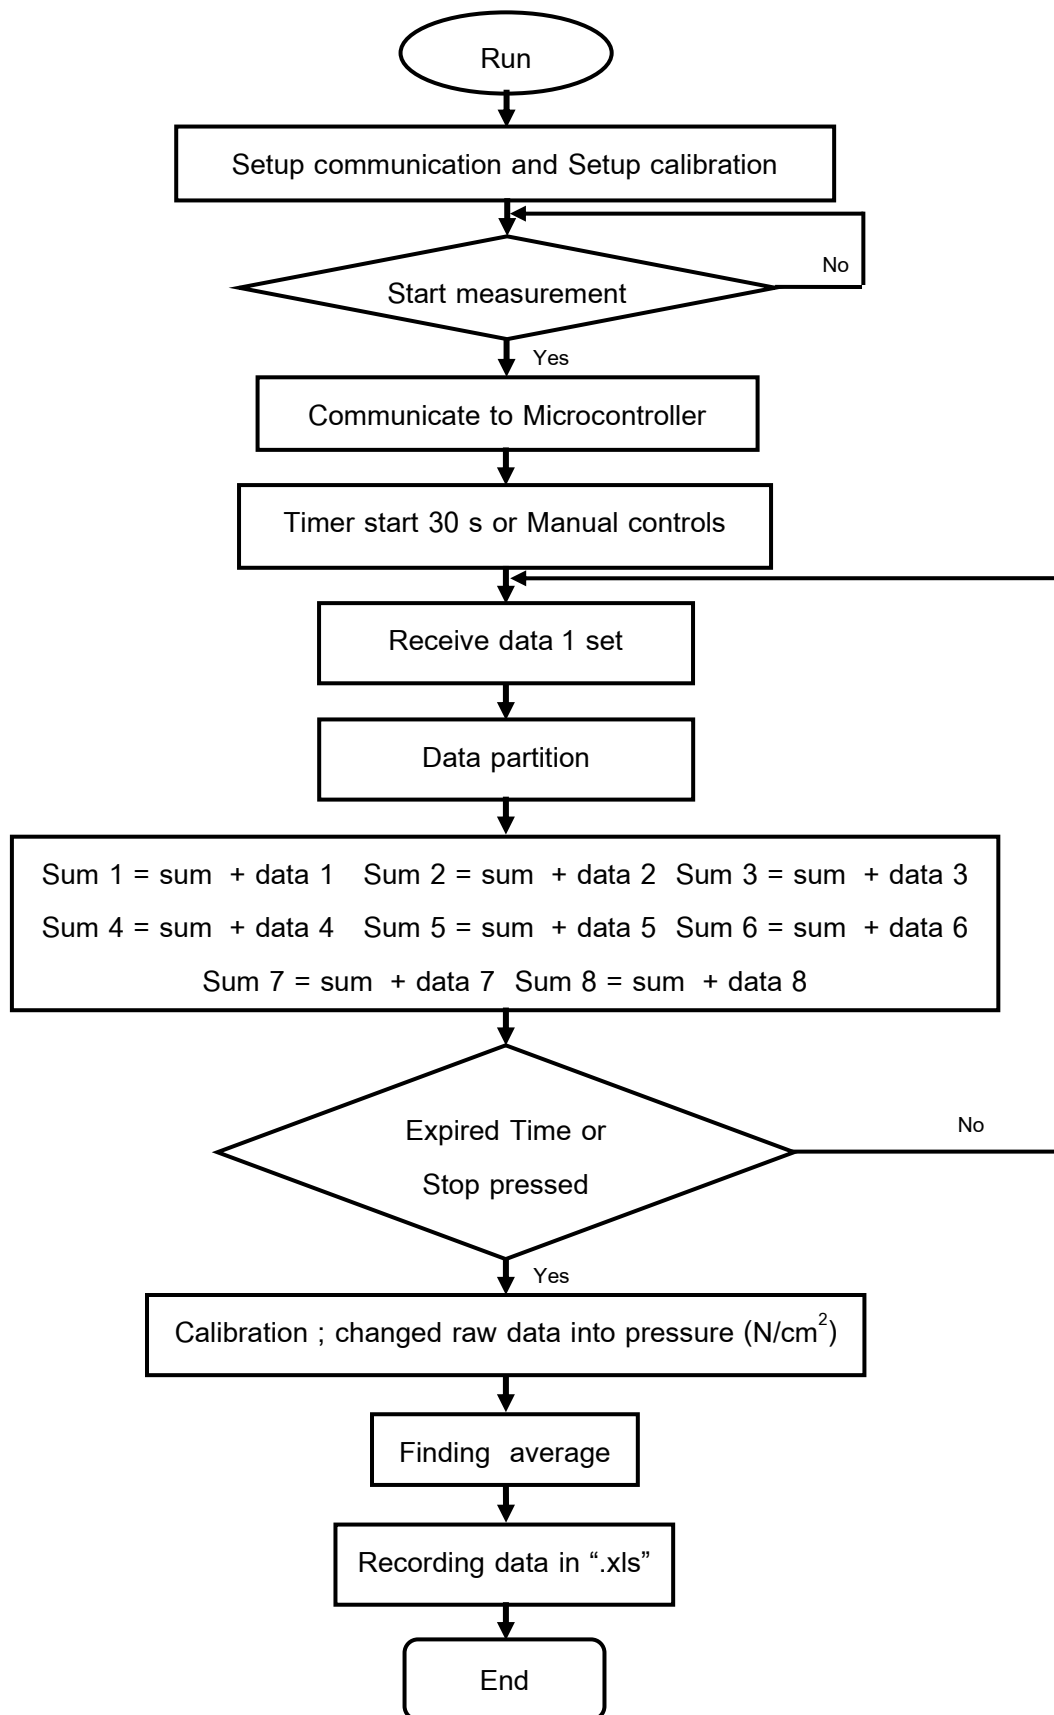 Run
Setup communication and Setup calibration
No
Start measurement
Yes
Communicate to Microcontroller
Timer start 30 s or Manual controls
Receive data 1 set
Data partition
Sum 1 = sum + data 1 Sum 2 = sum + data 2 Sum 3 = sum + data 3
Sum 4 = sum + data 4 Sum 5 = sum + data 5 Sum 6 = sum + data 6
Sum 7 = sum + data 7 Sum 8 = sum + data 8
Expired Time or
No
Stop pressed
Yes
Calibration ; changed raw data into pressure (N/cm²)
Finding average
Recording data in “.xls”
End